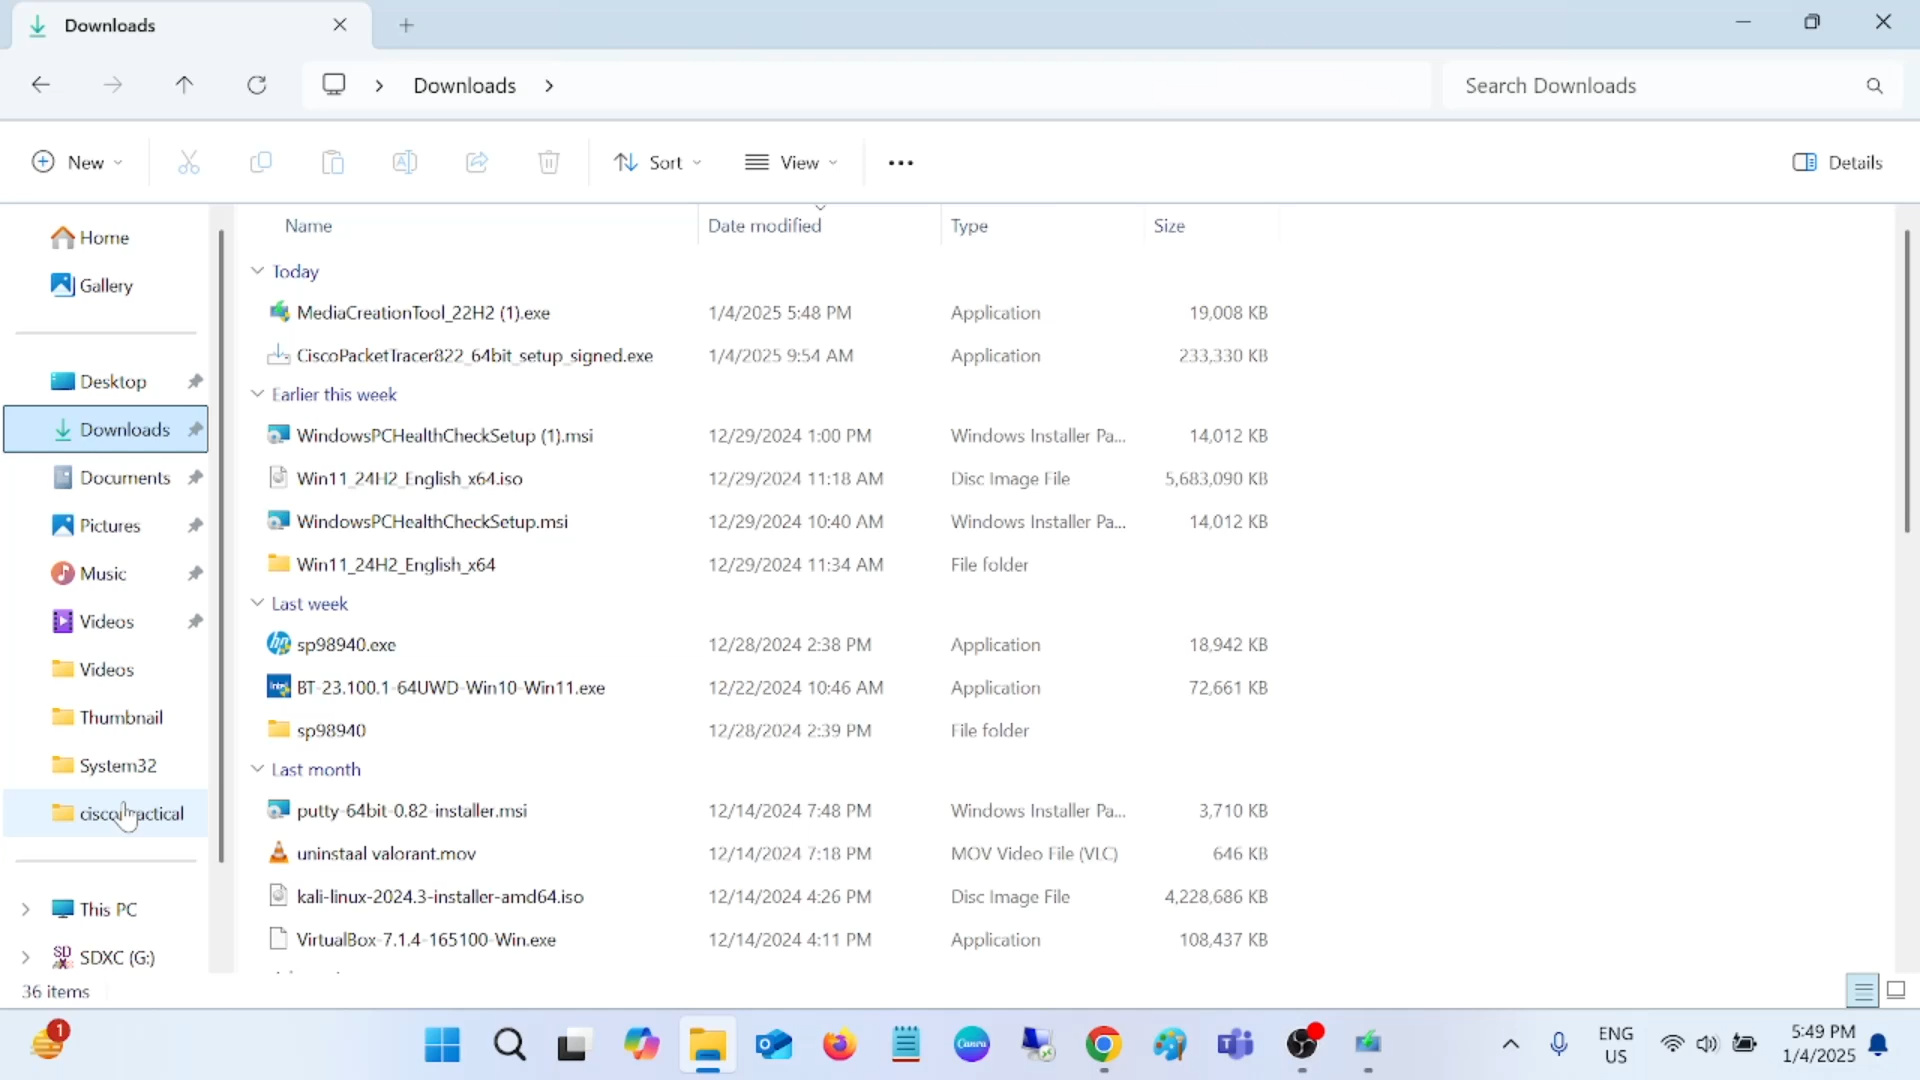 Downloads
Downloads
Search Downloads
New
Sort
View
Details
Home
Gallery
Desktop
Downloads
Documents
Pictures
Music
Videos
Videos
Thumbnail
System32
This PC
SDXC (G:)
Name Date modified Type Size
Today
MediaCreationTool_22H2 (1).exe 1/4/2025 5:48 PM Application 19,008 KB
CiscoPacketTracer822_64bit_setup_signed.exe 1/4/2025 9:54 AM Application 233,330 KB
Earlier this week
WindowsPCHealthCheckSetup (1).msi 12/29/2024 1:00 PM Windows Installer Pa... 14,012 KB
Win11_24H2_English_x64.iso 12/29/2024 11:18 AM Disc Image File 5,683,090 KB
WindowsPCHealthCheckSetup.msi 12/29/2024 10:40 AM Windows Installer Pa... 14,012 KB
Win11_24H2_English_x64 12/29/2024 11:34 AM File folder
Last week
sp98940.exe 12/28/2024 2:38 PM Application 18,942 KB
BT-23.100.1-64UWD-Win10-Win11.exe 12/22/2024 10:46 AM Application 72,661 KB
sp98940 12/28/2024 2:39 PM File folder
Last month
putty-64bit-0.82-installer.msi 12/14/2024 7:48 PM Windows Installer Pa... 3,710 KB
uninstaal valorant.mov 12/14/2024 7:18 PM MOV Video File (VLC) 646 KB
kali-linux-2024.3-installer-amd64.iso 12/14/2024 4:26 PM Disc Image File 4,228,686 KB
VirtualBox-7.1.4-165100-Win.exe 12/14/2024 4:11 PM Application 108,437 KB
36 items
1
Canva
ENG
US
5:49 PM
1/4/2025